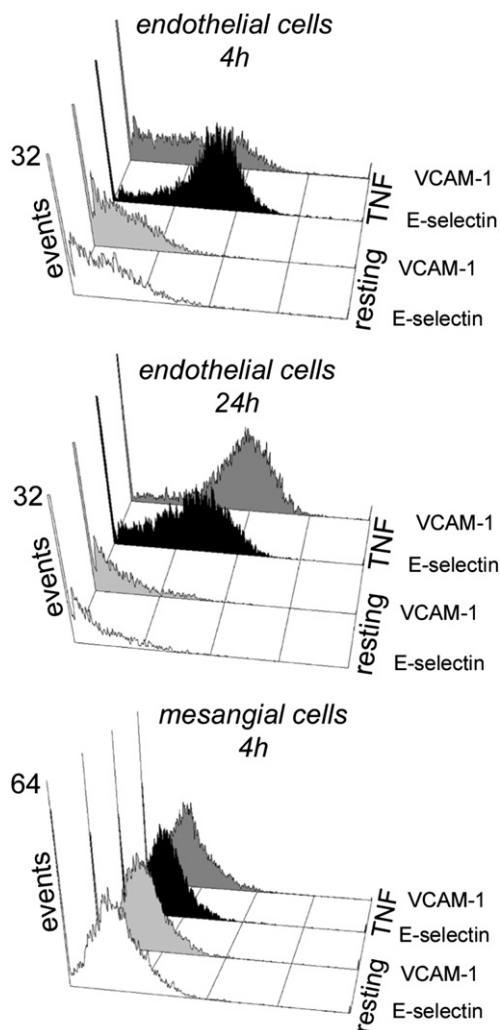 endothelial cells
4h
32
events
VCAM-1
E-selectin
VCAM-1
E-selectin
TNF
resting
endothelial cells
24h
32
events
VCAM-1
E-selectin
VCAM-1
E-selectin
TNF
resting
mesangial cells
4h
64
events
VCAM-1
E-selectin
VCAM-1
E-selectin
TNF
resting